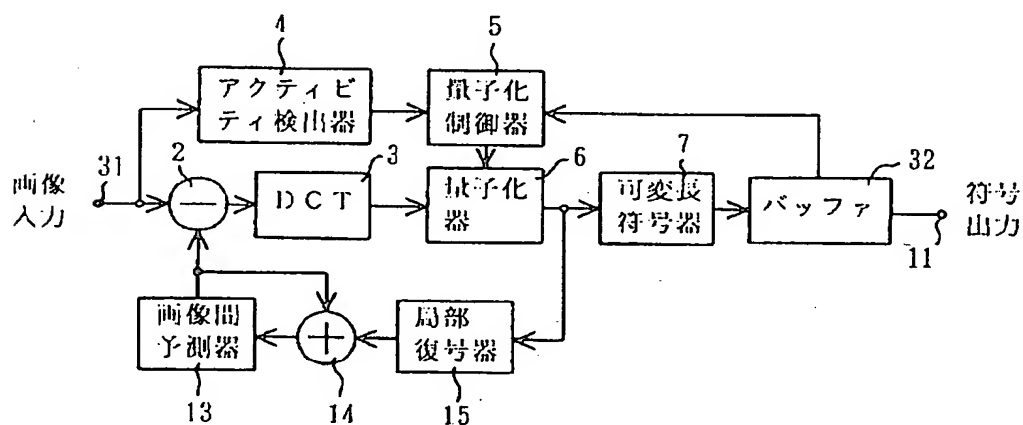 4
5
アクティビ
ティ検出器
量子化
制御器
31
2
3
6
7
32
画像
入力
−
DCT
量子化
器
可変長
符号器
バッファ
符号
出力
11
画像間
予測器
+
局部
復号器
13
14
15